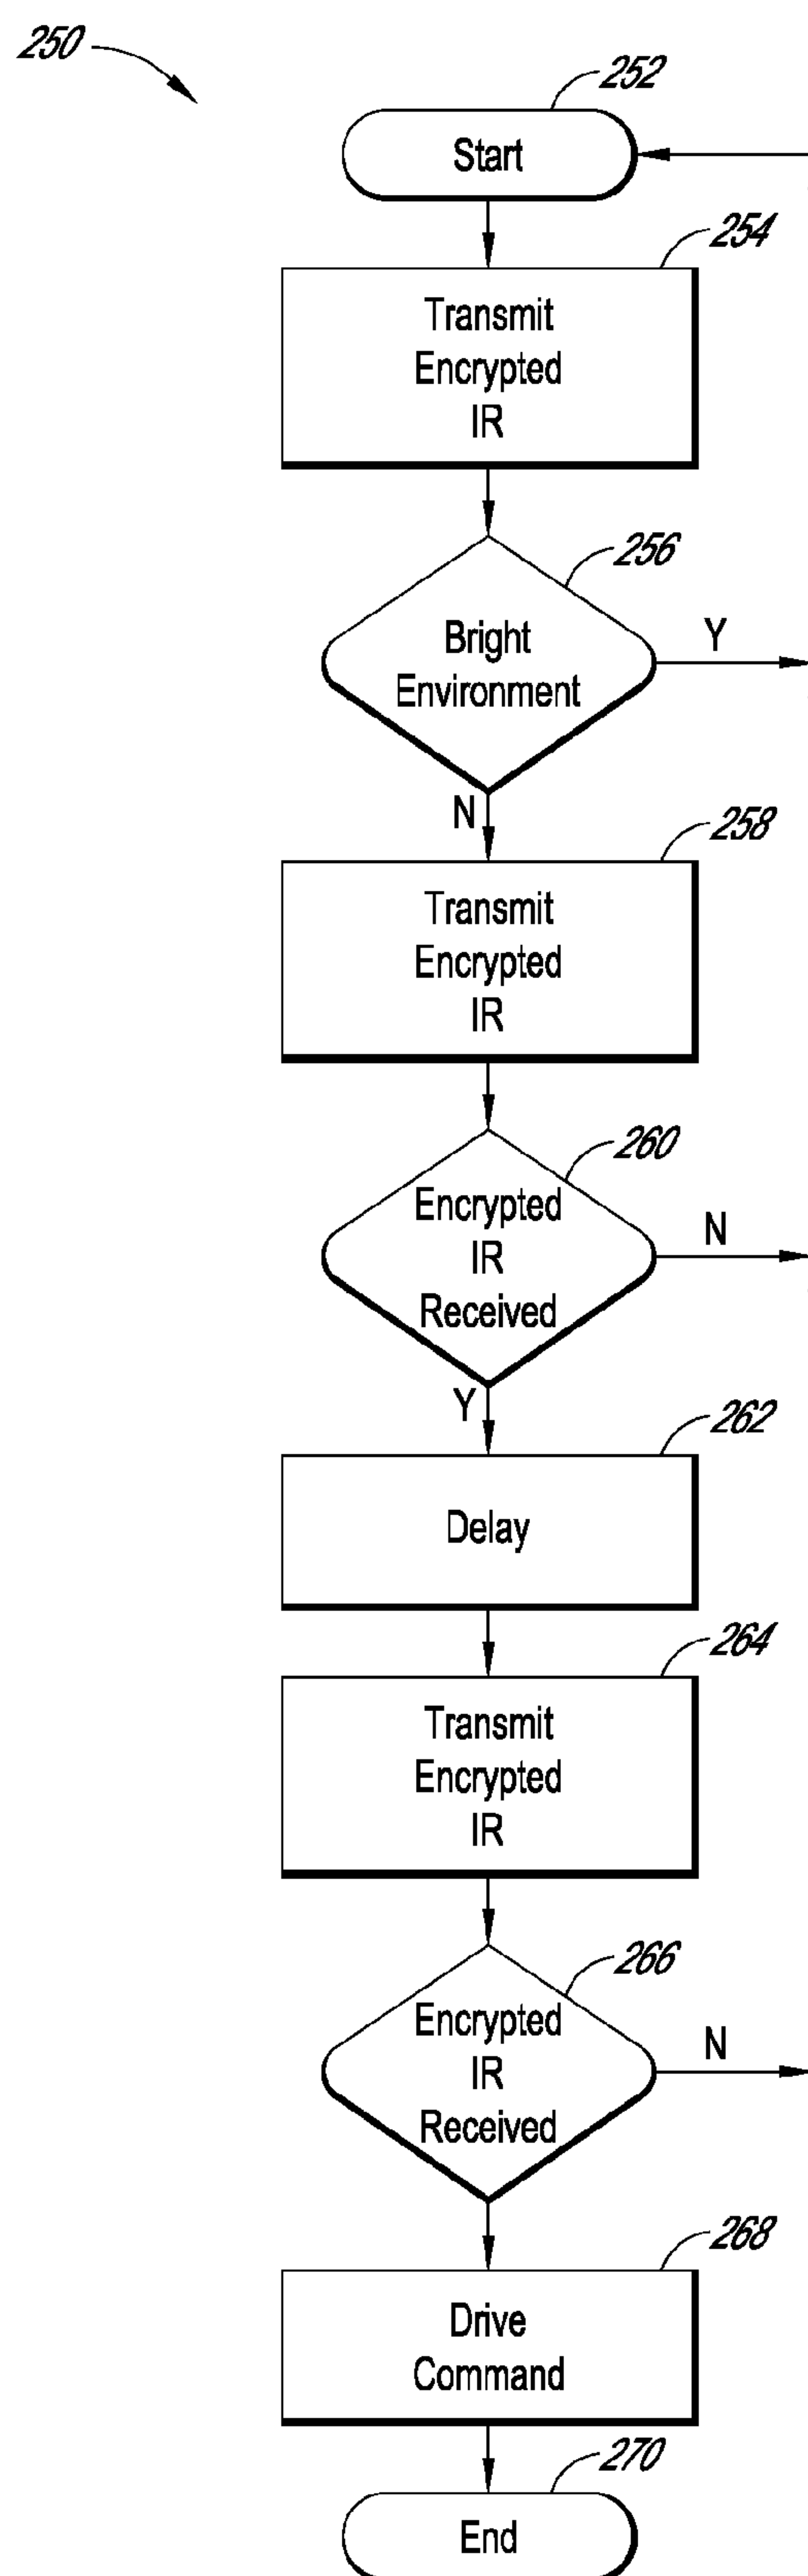 250
252
Start
254
Transmit
Encrypted
IR
256
Bright
Environment
Y
N
258
Transmit
Encrypted
IR
260
Encrypted
IR
Received
N
Y
262
Delay
264
Transmit
Encrypted
IR
266
Encrypted
IR
Received
N
268
Drive
Command
270
End